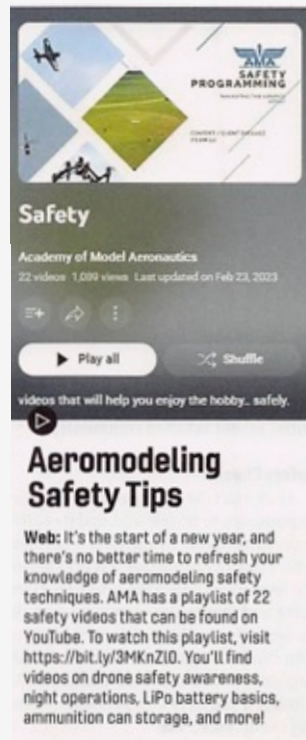 AMA
SAFETY
PROGRAMMING
Safety
Academy of Model Aeronautics
22 videos 1,099 views Last updated on Feb 23, 2023
Play all
Shuffle
videos that will help you enjoy the hobby.. safely.
Aeromodeling
Safety Tips
Web: It's the start of a new year, and
there's no better time to refresh your
knowledge of aeromodeling safety
techniques. AMA has a playlist of 22
safety videos that can be found on
YouTube. To watch this playlist, visit
https://bit.ly/3MKnZl0. You'll find
videos on drone safety awareness,
night operations, LiPo battery basics,
ammunition can storage, and more!